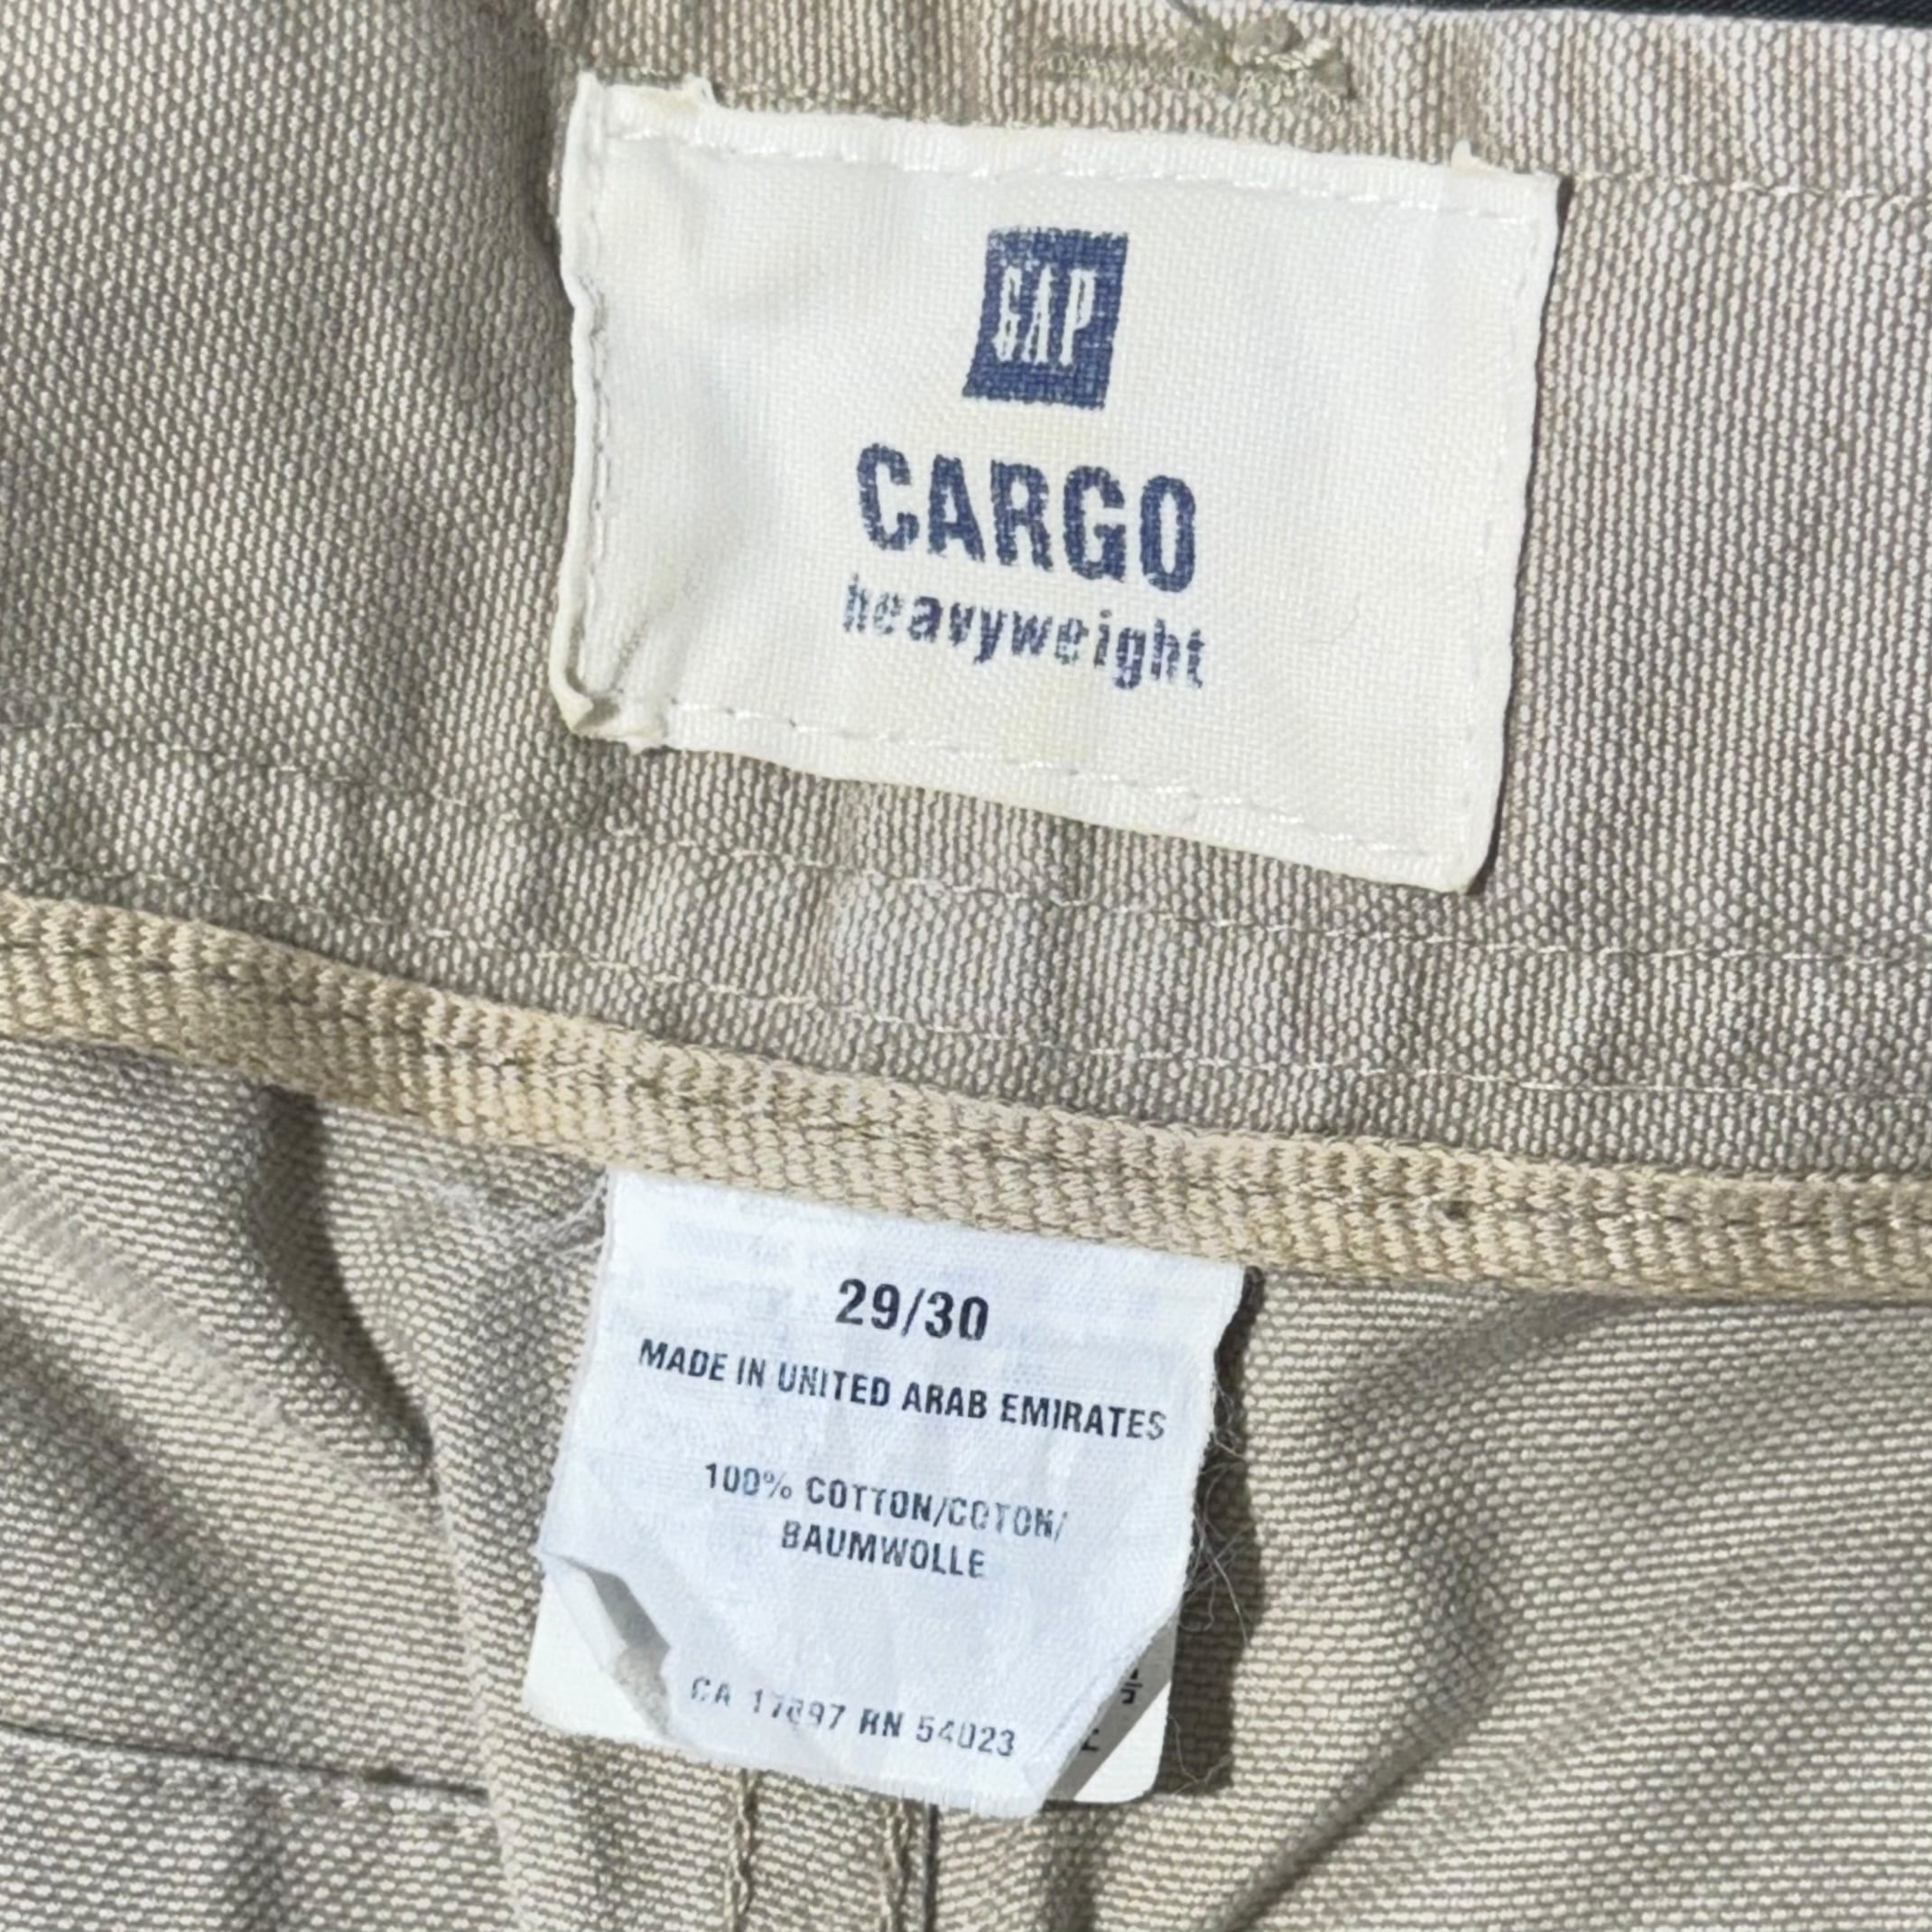 GAP
CARGO
heavyweight
29/30
MADE IN UNITED ARAB EMIRATES
100% COTTON/COTON/
BAUMWOLLE
CA 17897 RN 54023